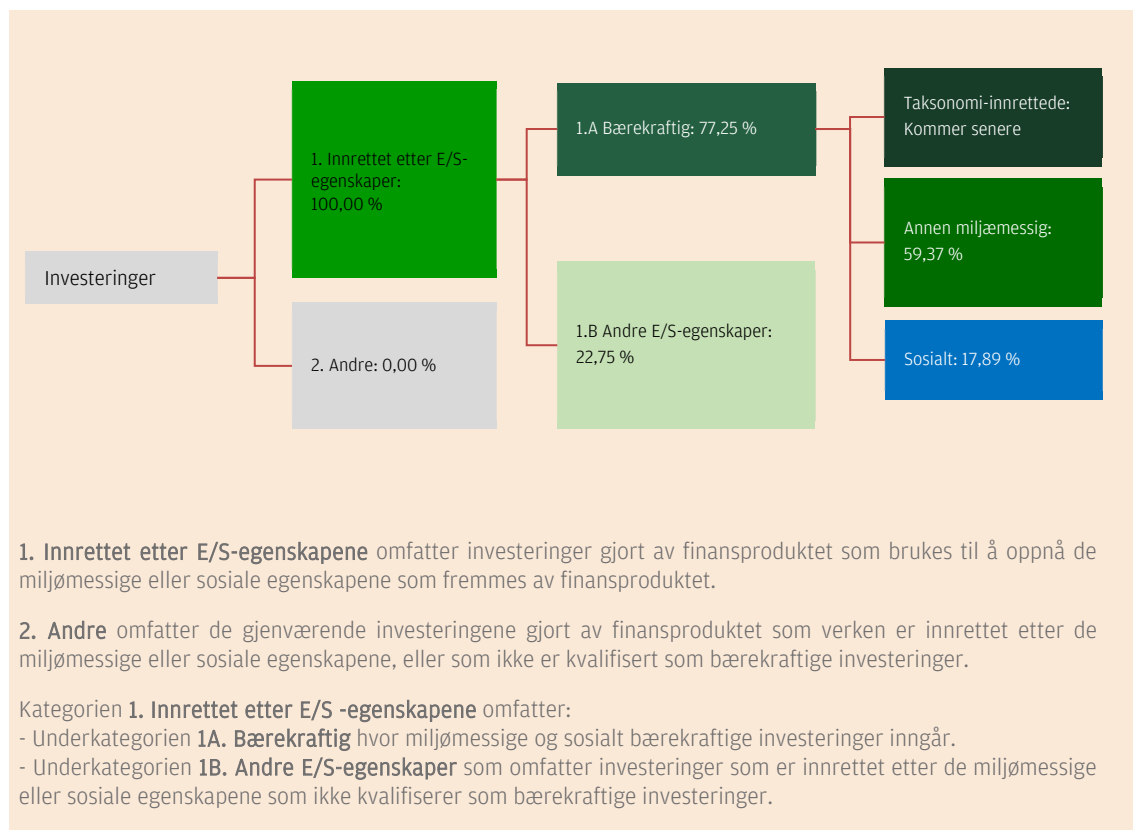 Investeringer
1. Innrettet etter E/S-
egenskaper:
100,00 %
2. Andre: 0,00 %
1.A Bærekraftig: 77,25 %
1.B Andre E/S-egenskaper:
22,75 %
Taksonomi-innrettede:
Kommer senere
Annen miljæmessig:
59,37 %
Sosialt: 17,89 %
1. Innrettet etter E/S-egenskapene omfatter investeringer gjort av finansproduktet som brukes til å oppnå de
miljømessige eller sosiale egenskapene som fremmes av finansproduktet.
2. Andre omfatter de gjenværende investeringene gjort av finansproduktet som verken er innrettet etter de
miljømessige eller sosiale egenskapene, eller som ikke er kvalifisert som bærekraftige investeringer.
Kategorien 1. Innrettet etter E/S -egenskapene omfatter:
- Underkategorien 1A. Bærekraftig hvor miljømessige og sosialt bærekraftige investeringer inngår.
- Underkategorien 1B. Andre E/S-egenskaper som omfatter investeringer som er innrettet etter de miljømessige
eller sosiale egenskapene som ikke kvalifiserer som bærekraftige investeringer.